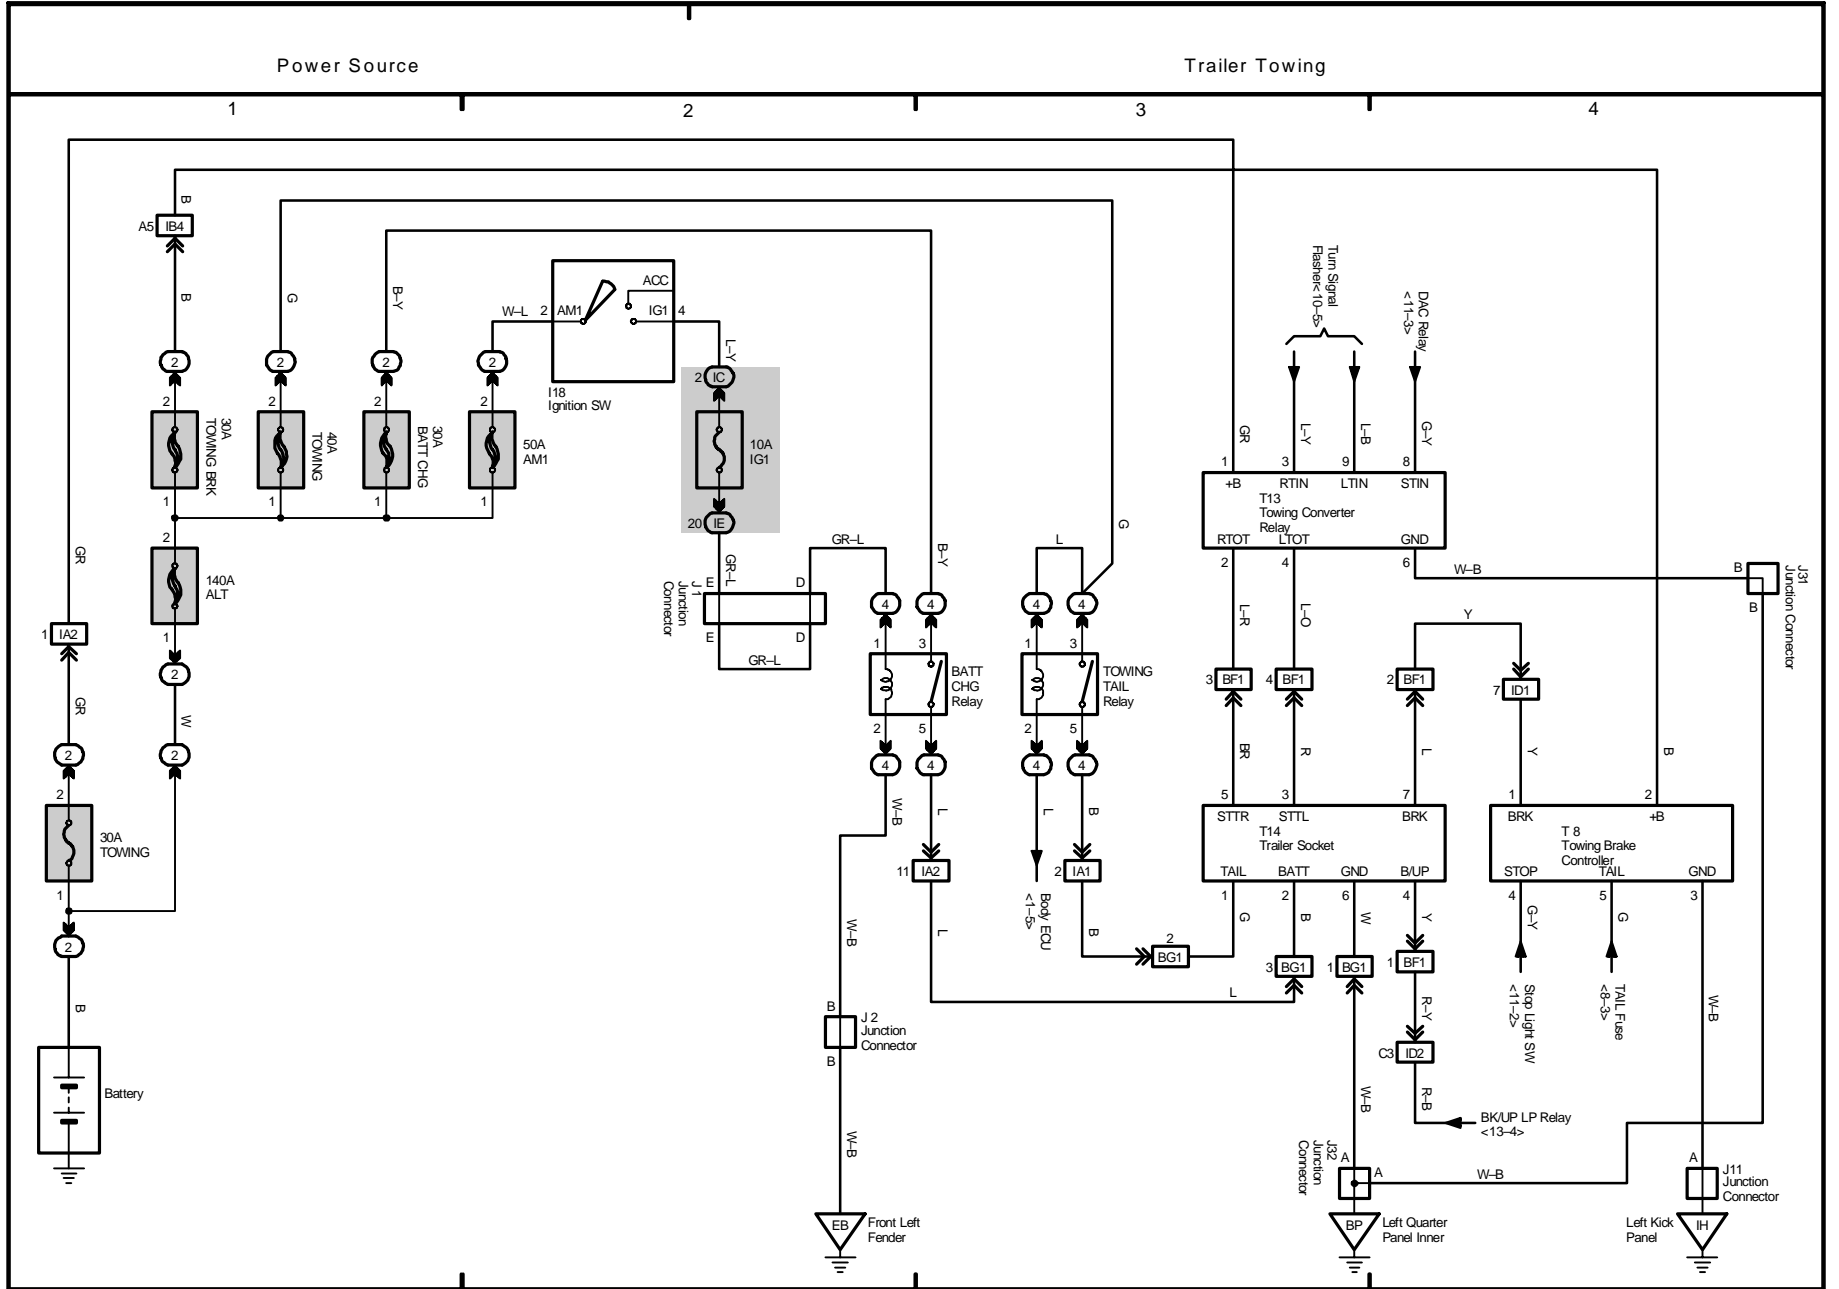 Power Source
Trailer Towing
1
2
3
4
B
A5
IB4
B
G
B–Y
W–L
2
AM1
ACC
IG1
4
I18
Ignition SW
L–Y
2
IC
10A
IG1
20
IE
GR–L
2
2
2
2
2
2
2
2
30A
TOWING BRK
40A
TOWING
30A
BATT CHG
50A
AM1
1
1
1
1
2
140A
ALT
1
2
W
2
GR
1
IA2
GR
2
2
30A
TOWING
1
2
B
Battery
J 1
Junction
Connector
E
D
E
D
GR–L
GR–L
B–Y
4
4
1
3
BATT
CHG
Relay
2
5
4
4
W–B
L
11
IA2
L
W–B
B
J 2
Junction
Connector
B
W–B
EB
Front Left
Fender
L
G
4
4
1
3
TOWING
TAIL
Relay
2
5
4
4
L
B
Body ECU
<1–5>
2
IA1
B
2
BG1
L
Turn Signal
Flasher<10–5>
DAC Relay
<11–3>
GR
L–Y
L–B
G–Y
1
3
9
8
+B
RTIN
LTIN
STIN
T13
Towing Converter
Relay
RTOT
LTOT
GND
2
4
6
W–B
B
J31
Junction Connector
B
L–R
L–O
Y
3
BF1
4
BF1
2
BF1
7
ID1
BR
R
L
Y
B
5
3
7
STTR
STTL
BRK
T14
Trailer Socket
TAIL
BATT
GND
B/UP
1
2
6
4
G
B
W
Y
3
BG1
1
BG1
1
BF1
R–Y
C3
ID2
R–B
BK/UP LP Relay
<13–4>
1
2
BRK
+B
T 8
Towing Brake
Controller
STOP
TAIL
GND
4
5
3
G–Y
G
Stop Light SW
<11–2>
TAIL Fuse
<8–3>
W–B
W–B
J32
Junction
Connector
A
A
W–B
BP
Left Quarter
Panel Inner
A
J11
Junction
Connector
IH
Left Kick
Panel